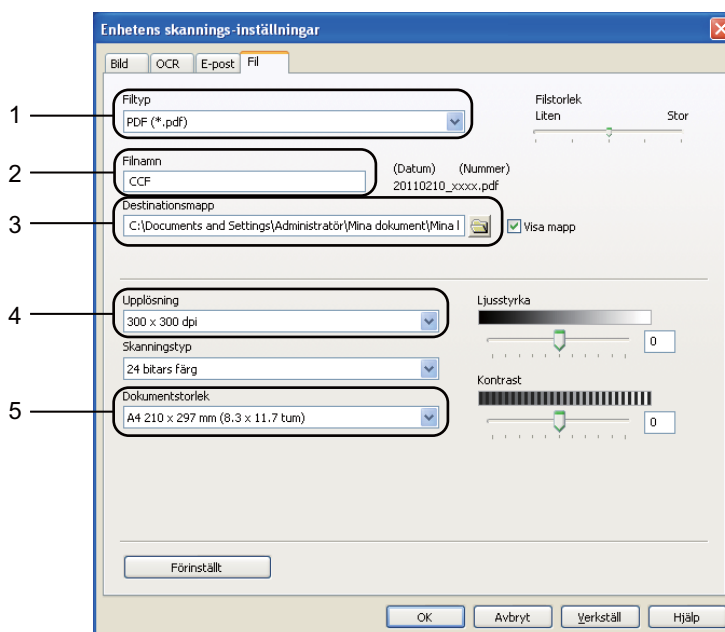 Enhetens skannings-inställningar
Bild OCR E-post Fil
1
Filtyp
PDF (*.pdf)
Filstorlek
Liten Stor
2
Filnamn
CCF
(Datum) (Nummer)
20110210_xxxx.pdf
3
Destinationsmapp
C:\Documents and Settings\Administratör\Mina dokument\Mina l
Visa mapp
4
Upplösning
300 x 300 dpi
Ljusstyrka
0
Skanningstyp
24 bitars färg
Kontrast
0
5
Dokumentstorlek
A4 210 x 297 mm (8.3 x 11.7 tum)
Förinställt
OK Avbryt Verkställ Hjälp